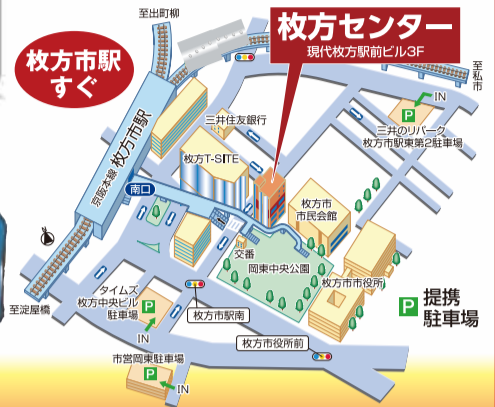 至出町柳
枚方センター
現代枚方駅前ビル3F
枚方市駅
すぐ
至私市
IN
P
三井のリパーク
枚方市駅東第2駐車場
三井住友銀行
京阪本線 枚方市駅
枚方T-SITE
南口
枚方市
市民会館
交番
岡東中央公園
枚方市市役所
タイムズ
枚方中央ビル
駐車場
P
IN
至淀屋橋
枚方市駅南
P 提携
駐車場
枚方市役所前
市営岡東駐車場
P
IN